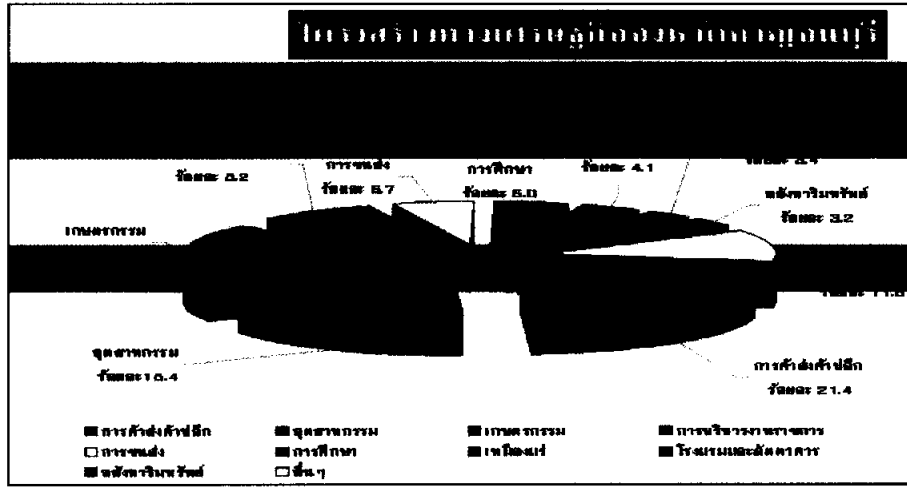 โครงสร้างทางเศรษฐกิจของจังหวัดกาญจนบุรี
การขนส่ง
ร้อยละ 6.7
การศึกษา
ร้อยละ 6.0
ร้อยละ 4.1
ร้อยละ 8.2
อสังหาริมทรัพย์
ร้อยละ 3.2
เกษตรกรรม
อุตสาหกรรม
ร้อยละ 18.4
การค้าส่งค้าปลีก
ร้อยละ 21.4
การค้าส่งค้าปลีก
อุตสาหกรรม
เกษตรกรรม
การบริหารงานราชการ
การขนส่ง
การศึกษา
เหมืองแร่
โรงแรมและภัตตาคาร
อสังหาริมทรัพย์
อื่นๆ